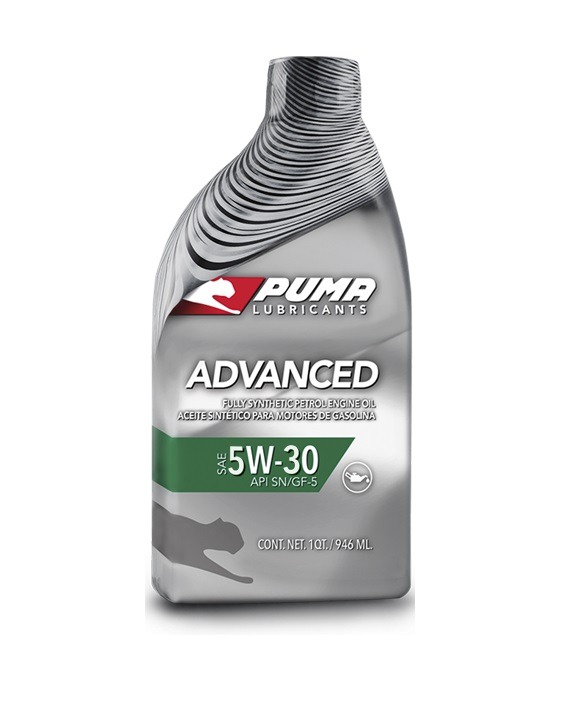 PUMA
LUBRICANTS
ADVANCED
FULLY SYNTHETIC PETROL ENGINE OIL
ACEITE SINTÉTICO PARA MOTORES DE GASOLINA
SAE 5W-30
API SN/GF-5
CONT. NET. 1QT. / 946 ML.